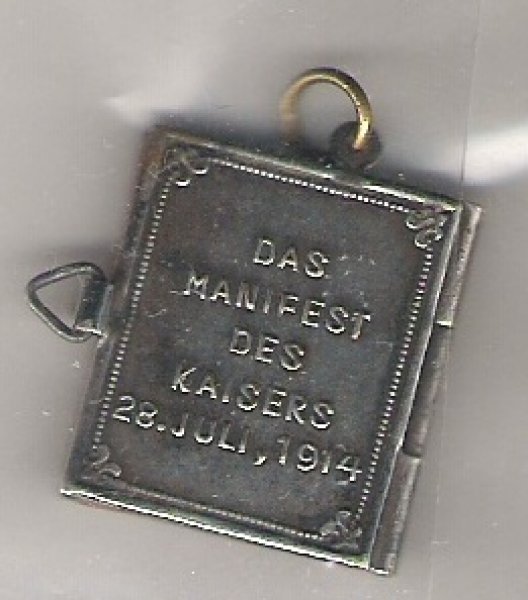 DAS
MANIFEST
DES
KAISERS
28.JULI,1914